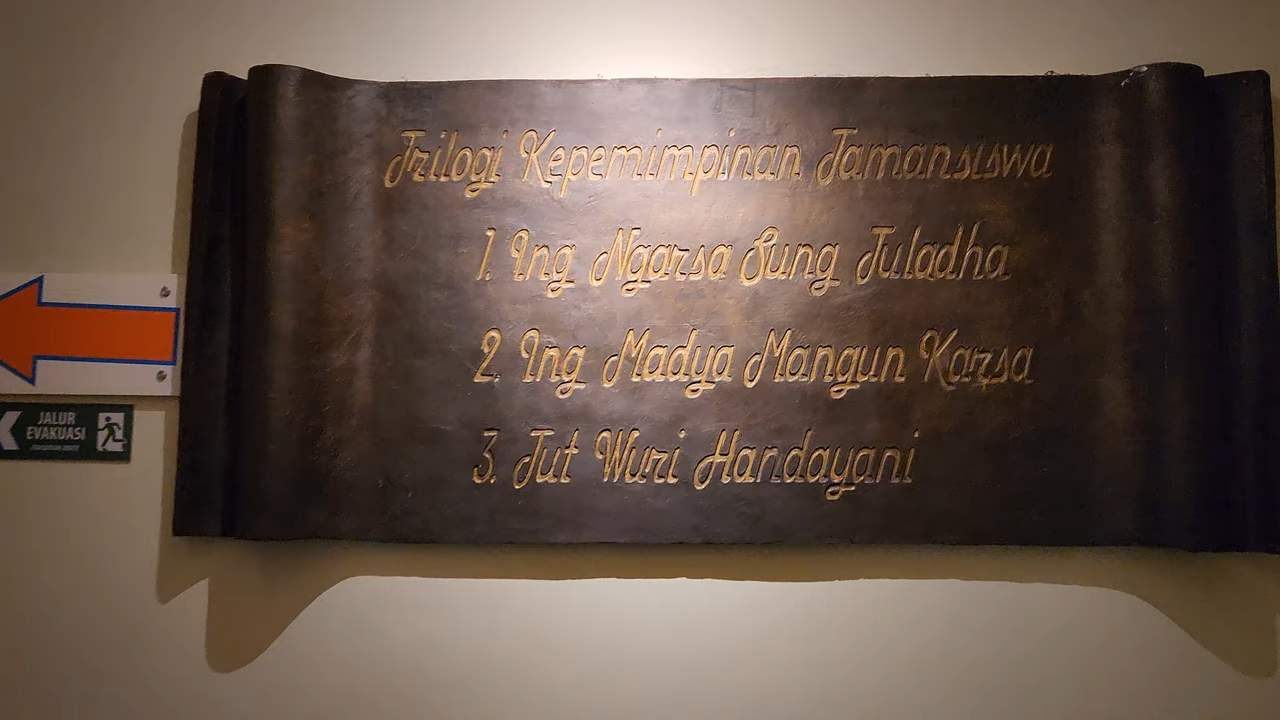 Trilogi Kepemimpinan Tamansiswa
1. Ing Ngarsa Sung Tuladha
2. Ing Madya Mangun Karsa
3. Tut Wuri Handayani
JALUR
EVAKUASI